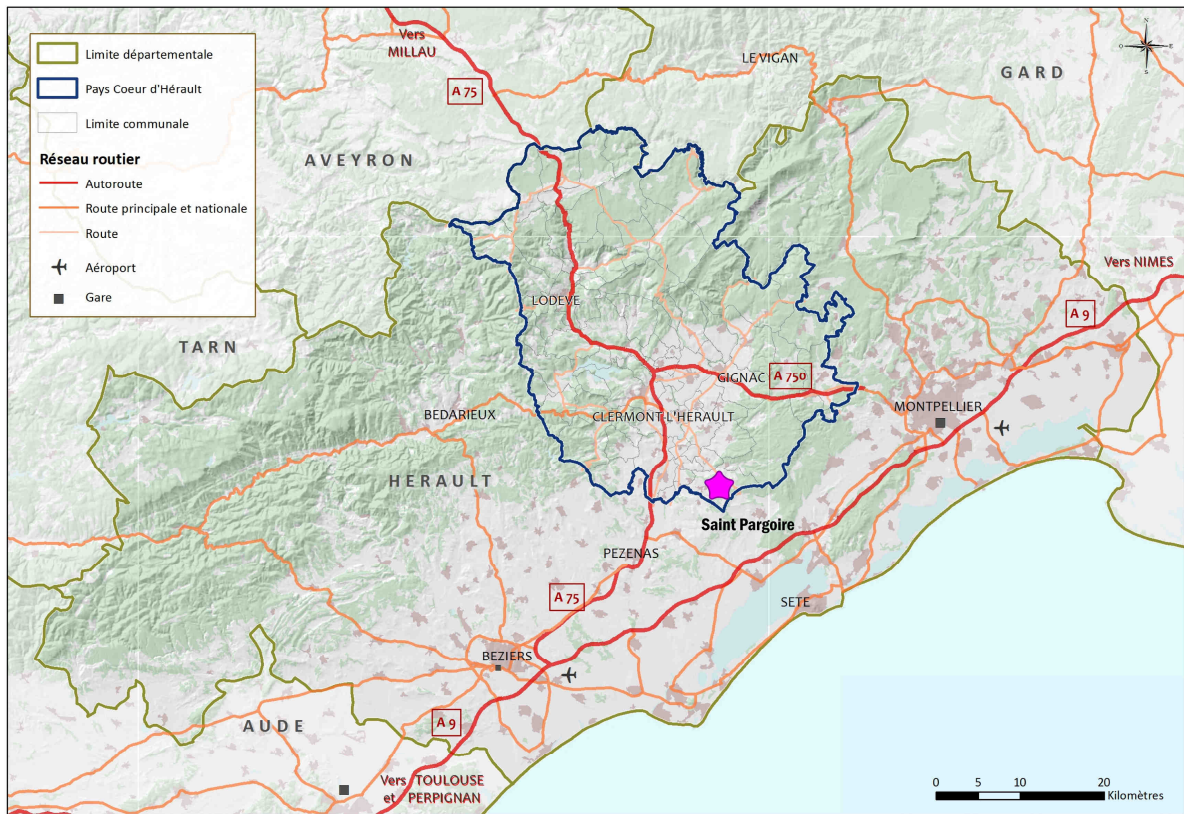 Limite départementale
Pays Coeur d'Hérault
Limite communale
Réseau routier
Autoroute
Route principale et nationale
Route
Aéroport
Gare
Vers
MILLAU
A 75
LE VIGAN
GARD
N
O
E
S
AVEYRON
Vers NIMES
A 9
LODEVE
TARN
GIGNAC
A 750
MONTPELLIER
BEDARIEUX
CLERMONT-L'HERAULT
HERAULT
Saint Pargoire
PEZENAS
A 75
SETE
BEZIERS
A 9
AUDE
Vers TOULOUSE
et PERPIGNAN
0 5 10 20
Kilomètres